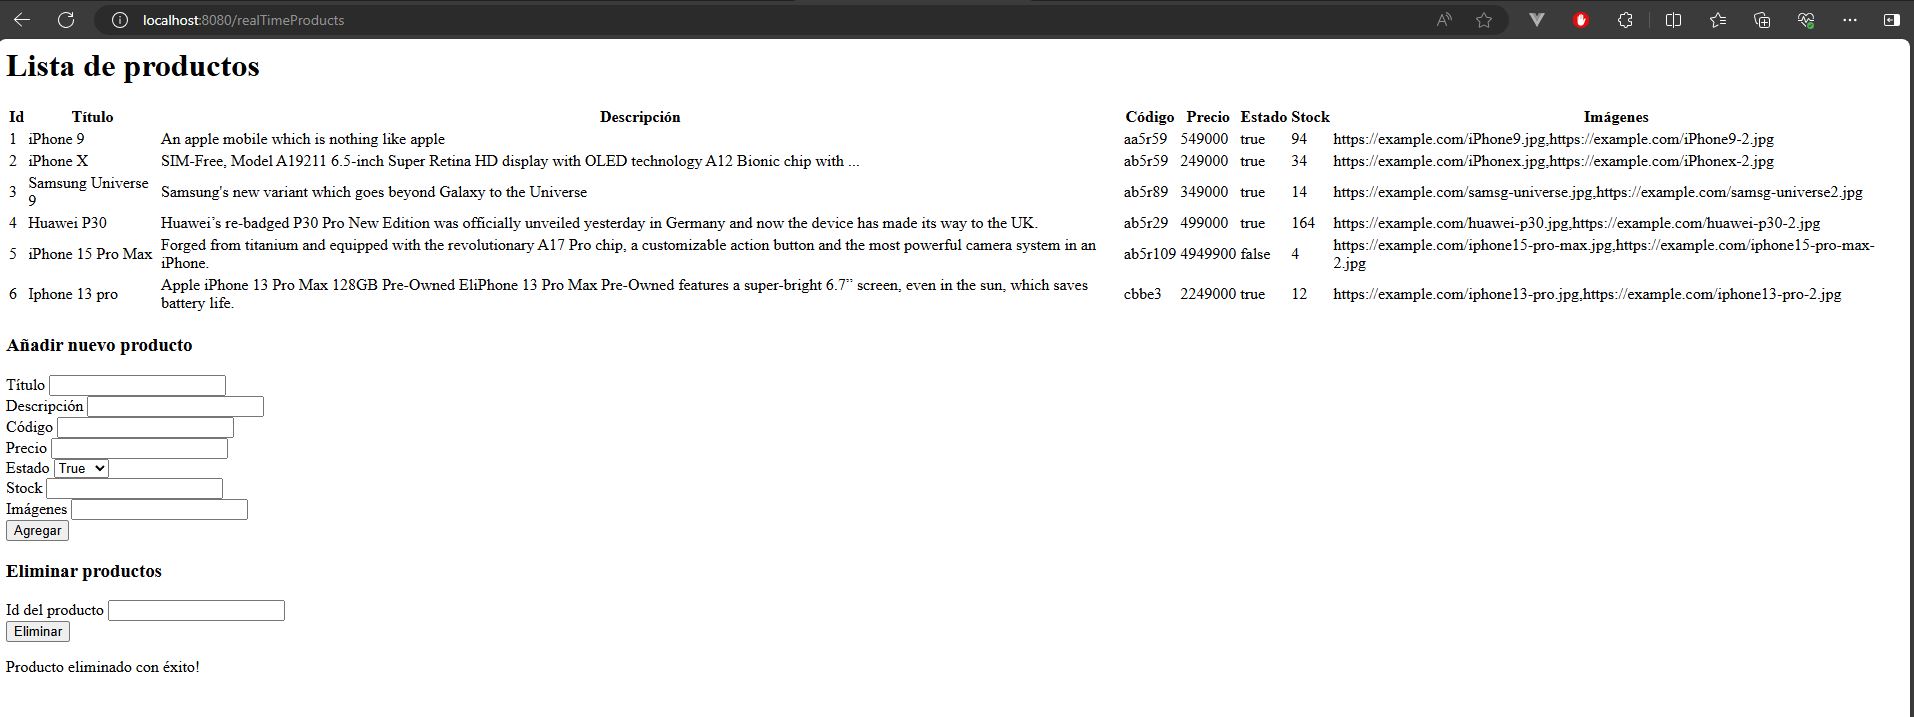 localhost:8080/realTimeProducts
Lista de productos
Id Título Descripción Código Precio Estado Stock Imágenes
1 iPhone 9 An apple mobile which is nothing like apple aa5r59 549000 true 94 https://example.com/iPhone9.jpg,https://example.com/iPhone9-2.jpg
2 iPhone X SIM-Free, Model A19211 6.5-inch Super Retina HD display with OLED technology A12 Bionic chip with ... ab5r59 249000 true 34 https://example.com/iPhonex.jpg,https://example.com/iPhonex-2.jpg
3 Samsung Universe 9 Samsung's new variant which goes beyond Galaxy to the Universe ab5r89 349000 true 14 https://example.com/samsg-universe.jpg,https://example.com/samsg-universe2.jpg
4 Huawei P30 Huawei’s re-badged P30 Pro New Edition was officially unveiled yesterday in Germany and now the device has made its way to the UK. ab5r29 499000 true 164 https://example.com/huawei-p30.jpg,https://example.com/huawei-p30-2.jpg
5 iPhone 15 Pro Max Forged from titanium and equipped with the revolutionary A17 Pro chip, a customizable action button and the most powerful camera system in an iPhone. ab5r109 4949900 false 4 https://example.com/iphone15-pro-max.jpg,https://example.com/iphone15-pro-max-2.jpg
6 Iphone 13 pro Apple iPhone 13 Pro Max 128GB Pre-Owned EliPhone 13 Pro Max Pre-Owned features a super-bright 6.7” screen, even in the sun, which saves battery life. cbbe3 2249000 true 12 https://example.com/iphone13-pro.jpg,https://example.com/iphone13-pro-2.jpg
Añadir nuevo producto
Título
Descripción
Código
Precio
Estado True
Stock
Imágenes
Agregar
Eliminar productos
Id del producto
Eliminar
Producto eliminado con éxito!